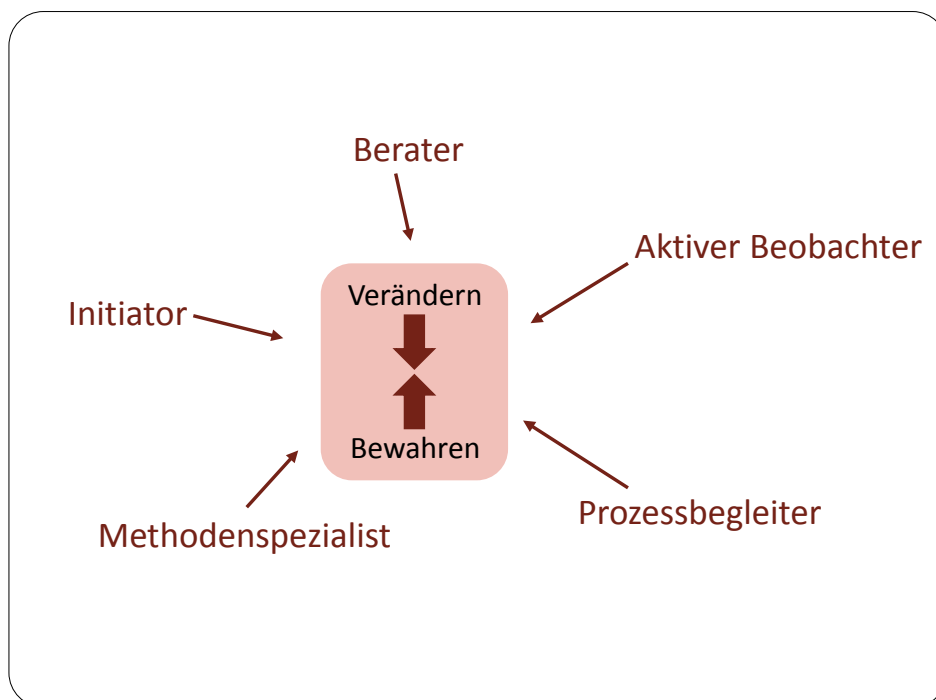 Berater
Aktiver Beobachter
Initiator
Verändern
Bewahren
Methodenspezialist
Prozessbegleiter